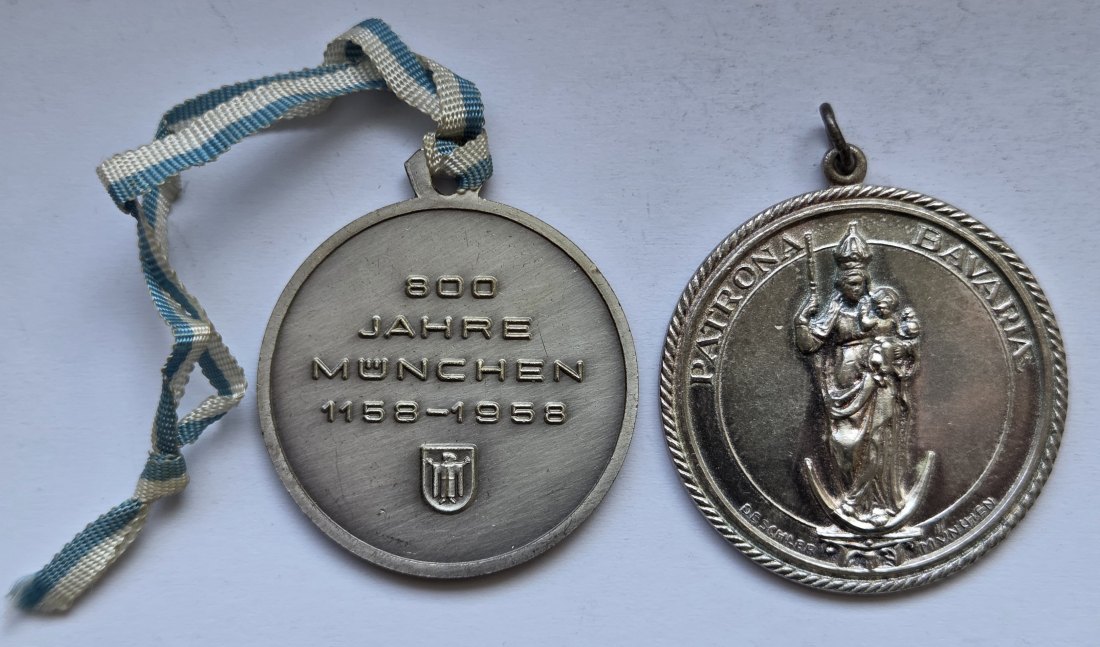 800
JAHRE
MÜNCHEN
1158-1958
PATRONA BAVARIAE
DESCHLER MÜNCHEN